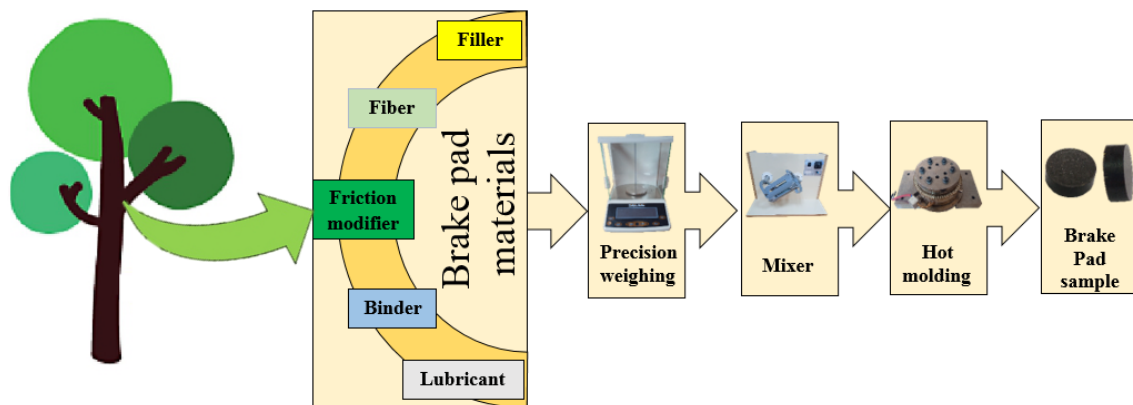 Filler
Fiber
Friction
modifier
Binder
Lubricant
Brake pad
materials
Precision
weighing
Mixer
Hot
molding
Brake
Pad
sample